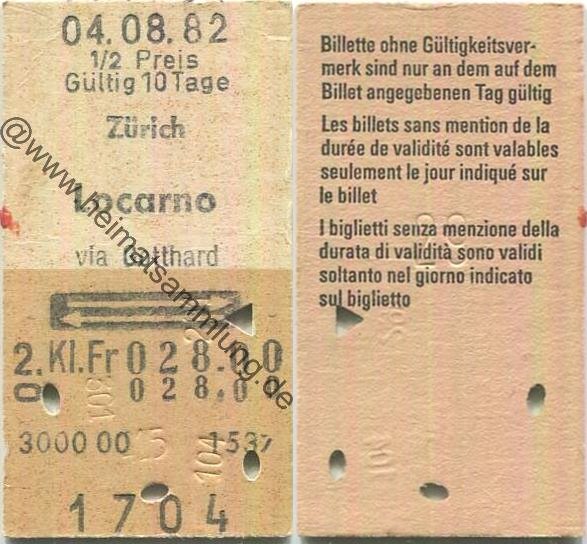 04.08.82
1/2 Preis
Gültig 10 Tage
Zürich
Locarno
via Gotthard
2. Kl. Fr 028.00
028.00
3000 00
1537
1704
@www.heimatsammlung.de
Billette ohne Gültigkeitsver-
merk sind nur an dem auf dem
Billet angegebenen Tag gültig
Les billets sans mention de la
durée de validité sont valables
seulement le jour indiqué sur
le billet
I biglietti senza menzione della
durata di validità sono validi
soltanto nel giorno indicato
sul biglietto